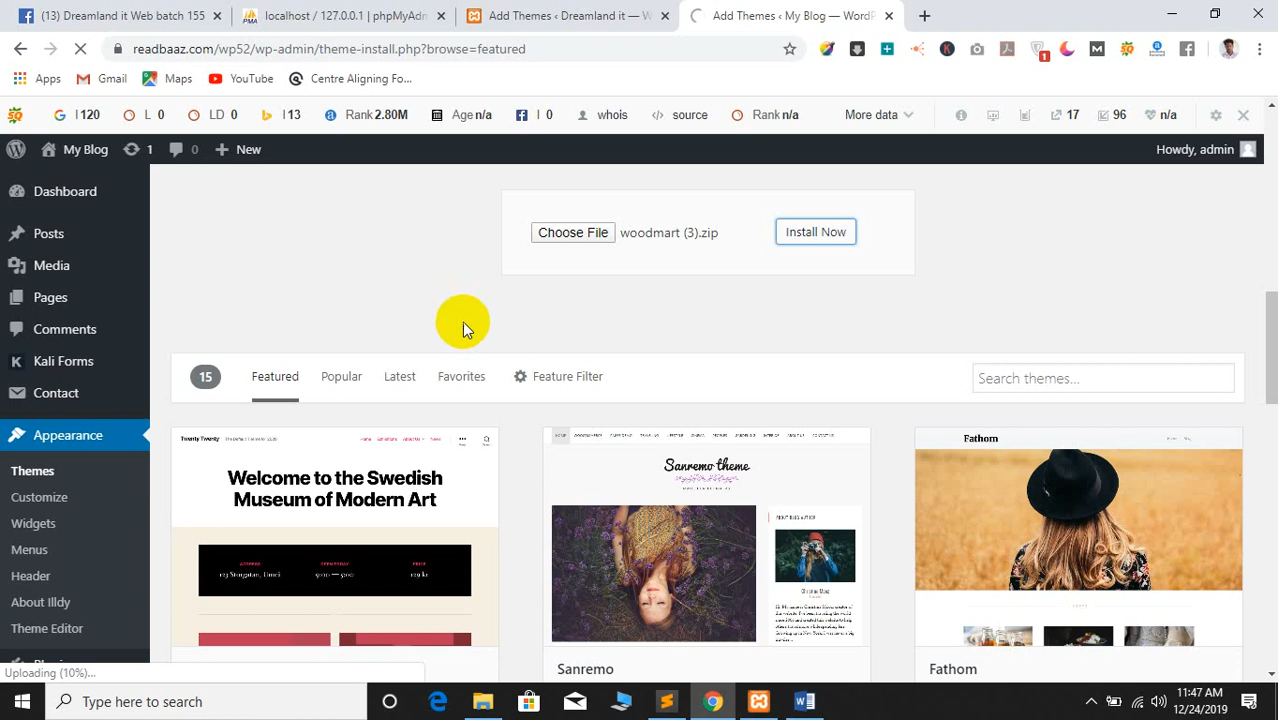 (13) Dreamland it Web batch 155
localhost / 127.0.0.1 | phpMyAdm
Add Themes ‹ Dreamland it — W
Add Themes ‹ My Blog — WordP
readbaaz.com/wp52/wp-admin/theme-install.php?browse=featured
Apps
Gmail
Maps
YouTube
Centre Aligning Fo...
I 120
L 0
LD 0
I 13
Rank 2.80M
Age n/a
I 0
whois
source
Rank n/a
More data
17
96
n/a
My Blog
1
0
New
Howdy, admin
Dashboard
Posts
Media
Pages
Comments
Kali Forms
Contact
Appearance
Themes
Customize
Widgets
Menus
Header
About Illdy
Theme Editor
Choose File
woodmart (3).zip
Install Now
15
Featured
Popular
Latest
Favorites
Feature Filter
Search themes...
Twenty Twenty
Welcome to the Swedish
Museum of Modern Art
Sanremo theme
ABOUT BLOG AUTHOR
Fathom
Sanremo
Fathom
Uploading (10%)...
Type here to search
11:47 AM
12/24/2019